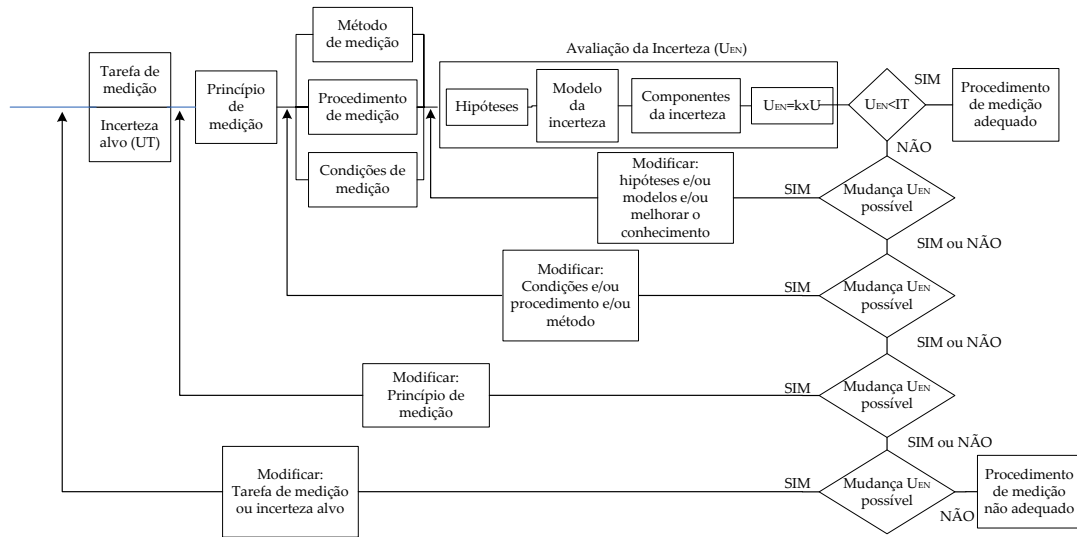 Método
de medição
Avaliação da Incerteza (UEN)
Tarefa de
medição
Incerteza
alvo (UT)
Princípio
de
medição
Procedimento
de medição
Condições de
medição
Hipóteses
Modelo
da
incerteza
Componentes
da incerteza
UEN=kxU
UEN<IT
SIM
Procedimento
de medição
adequado
NÃO
Modificar:
hipóteses e/ou
modelos e/ou
melhorar o
conhecimento
SIM
Mudança UEN
possível
SIM ou NÃO
Modificar:
Condições e/ou
procedimento e/ou
método
SIM
Mudança UEN
possível
SIM ou NÃO
Modificar:
Princípio de
medição
SIM
Mudança UEN
possível
SIM ou NÃO
Modificar:
Tarefa de medição
ou incerteza alvo
SIM
Mudança UEN
possível
NÃO
Procedimento
de medição
não adequado